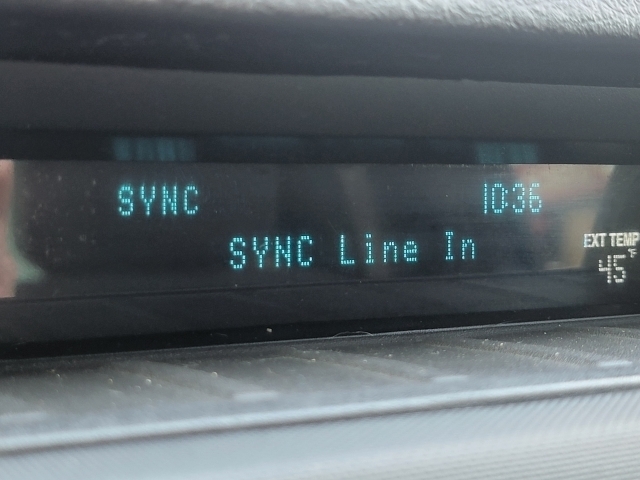 SYNC 10:36
SYNC Line In
EXT TEMP
45°F